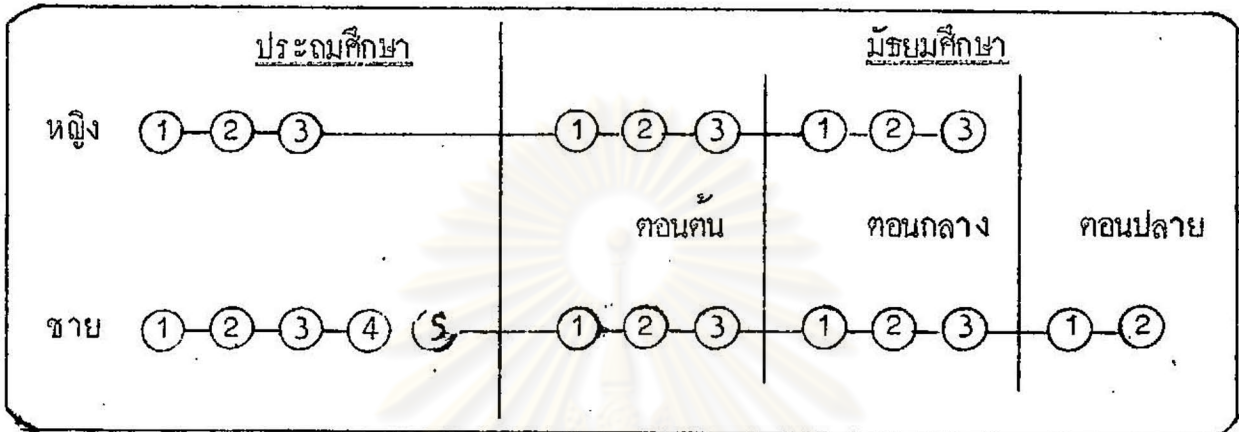 ประถมศึกษา มัธยมศึกษา
หญิง 1 2 3 1 2 3 1 2 3
ตอนต้น ตอนกลาง ตอนปลาย
ชาย 1 2 3 4 5 1 2 3 1 2 3 1 2